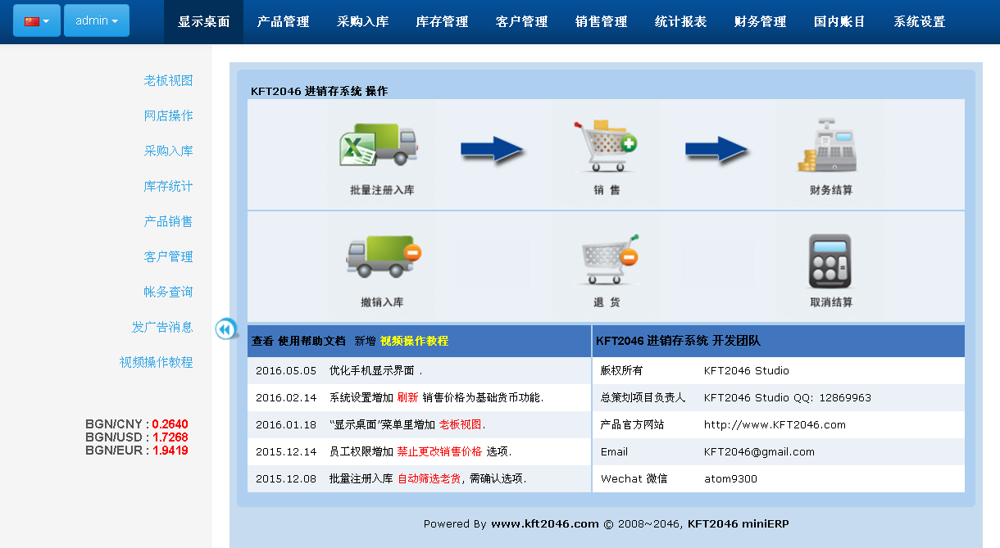 admin
显示桌面 产品管理 采购入库 库存管理 客户管理 销售管理 统计报表 财务管理 国内账目 系统设置
老板视图
网店操作
采购入库
库存统计
产品销售
客户管理
帐务查询
发广告消息
视频操作教程
BGN/CNY : 0.2640
BGN/USD : 1.7268
BGN/EUR : 1.9419
KFT2046 进销存系统 操作
批量注册入库 销 售 财务结算
撤销入库 退 货 取消结算
查看 使用帮助文档 新增 视频操作教程
2016.05.05 优化手机显示界面 .
2016.02.14 系统设置增加 刷新 销售价格为基础货币功能.
2016.01.18 “显示桌面”菜单里增加 老板视图.
2015.12.14 员工权限增加 禁止更改销售价格 选项.
2015.12.08 批量注册入库 自动筛选老货, 需确认选项.
KFT2046 进销存系统 开发团队
版权所有 KFT2046 Studio
总策划项目负责人 KFT2046 Studio QQ: 12869963
产品官方网站 http://www.KFT2046.com
Email KFT2046@gmail.com
Wechat 微信 atom9300
Powered By www.kft2046.com © 2008~2046, KFT2046 miniERP